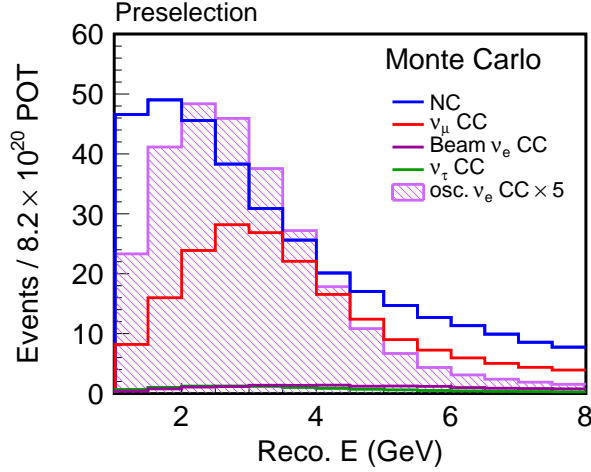 Preselection
Monte Carlo
NC
ν_μ CC
Beam ν_e CC
ν_τ CC
osc. ν_e CC × 5
Events / 8.2 × 10^20 POT
60
50
40
30
20
10
0
2 4 6 8
Reco. E (GeV)